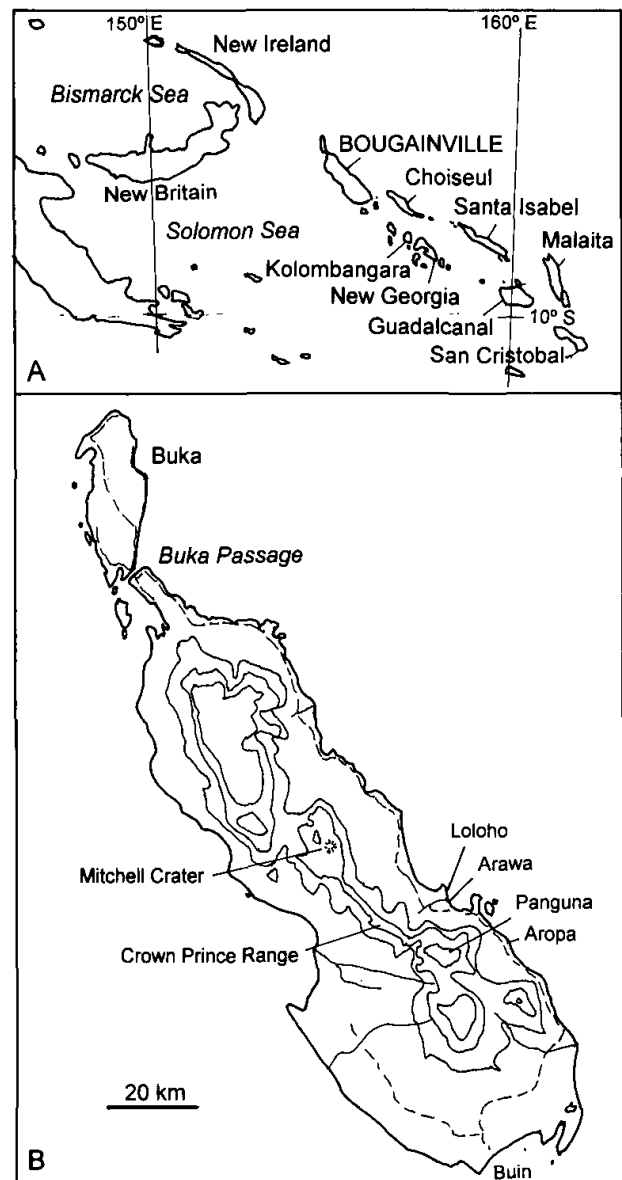 150° E
160° E
New Ireland
Bismarck Sea
BOUGAINVILLE
Choiseul
New Britain
Santa Isabel
Solomon Sea
Malaita
Kolombangara
New Georgia
Guadalcanal
10° S
San Cristobal
A
Buka
Buka Passage
Loloho
Arawa
Mitchell Crater
Panguna
Aropa
Crown Prince Range
20 km
B
Buin